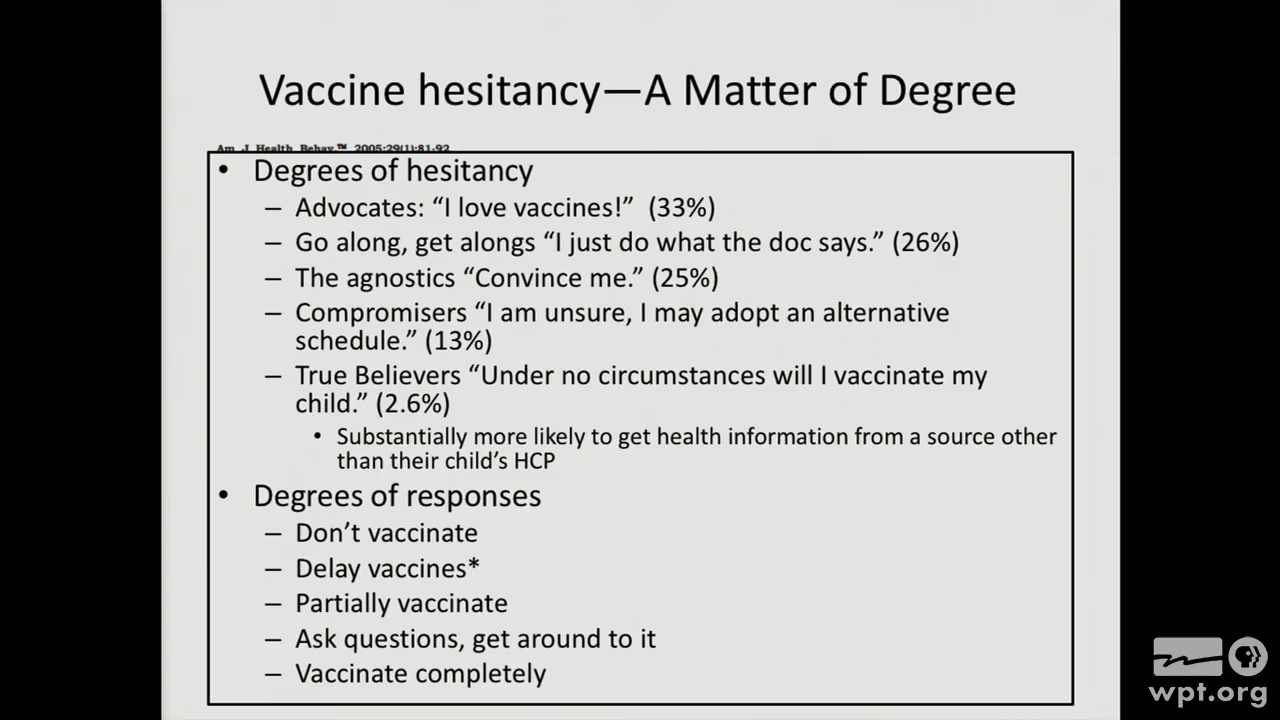 Vaccine hesitancy—A Matter of Degree
Am J Health Behav.™ 2005;29(1):81-92
• Degrees of hesitancy
– Advocates: “I love vaccines!” (33%)
– Go along, get alongs “I just do what the doc says.” (26%)
– The agnostics “Convince me.” (25%)
– Compromisers “I am unsure, I may adopt an alternative
schedule.” (13%)
– True Believers “Under no circumstances will I vaccinate my
child.” (2.6%)
• Substantially more likely to get health information from a source other
than their child’s HCP
• Degrees of responses
– Don’t vaccinate
– Delay vaccines*
– Partially vaccinate
– Ask questions, get around to it
– Vaccinate completely
wpt.org